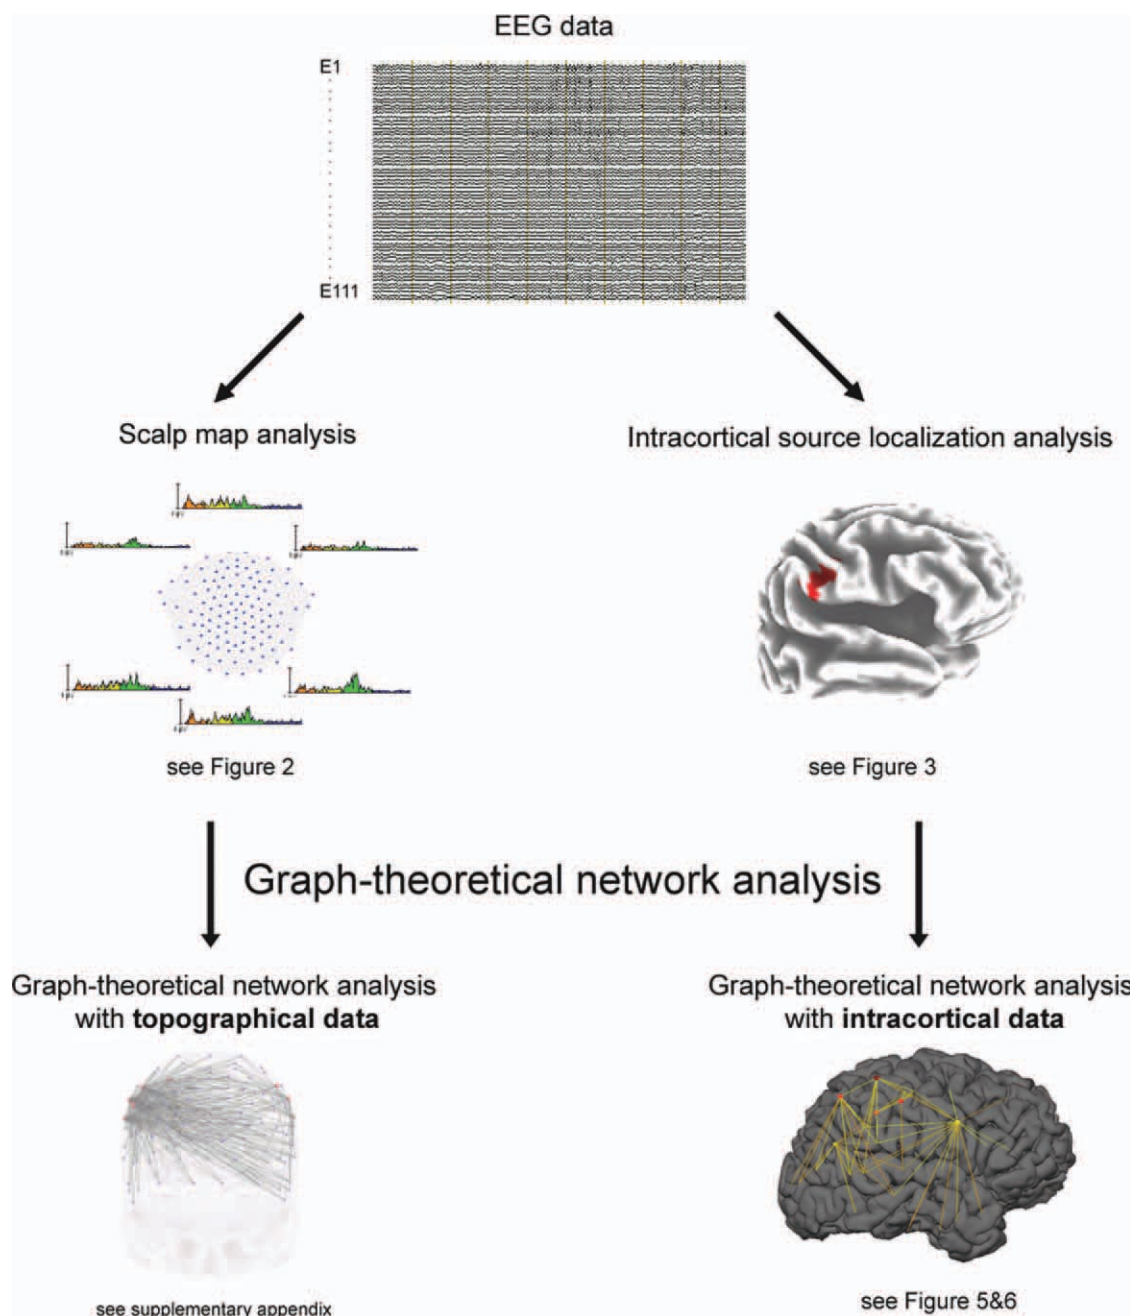 EEG data
E1
E111
Scalp map analysis
Intracortical source localization analysis
see Figure 2
see Figure 3
Graph-theoretical network analysis
Graph-theoretical network analysis
with topographical data
Graph-theoretical network analysis
with intracortical data
see supplementary appendix
see Figure 5&6